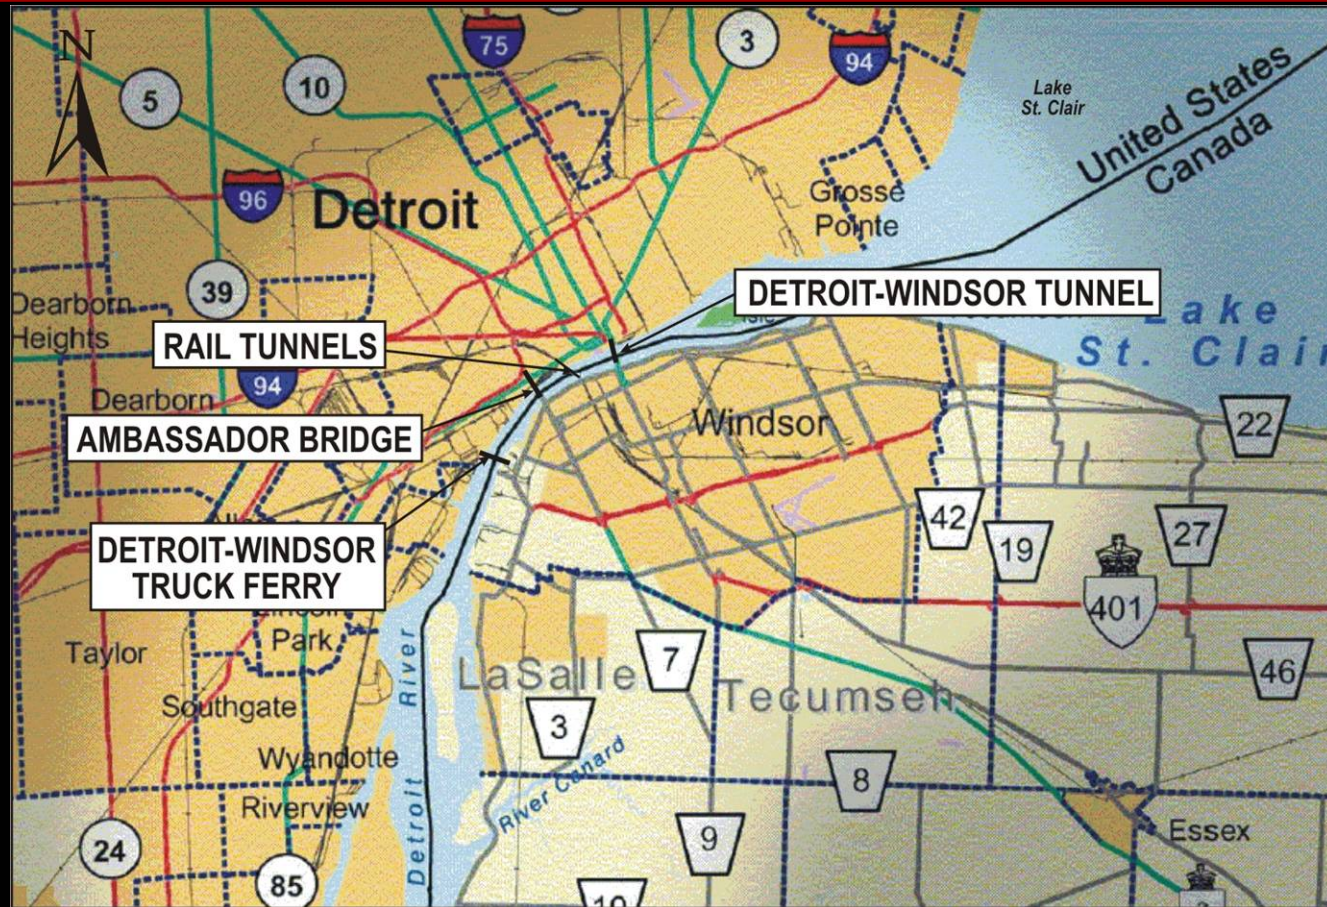 N
75
3
94
5
10
Lake
St. Clair
United States
Canada
96
Detroit
Grosse
Pointe
39
DETROIT-WINDSOR TUNNEL
Dearborn
Heights
Isle
RAIL TUNNELS
Lake
St. Clair
94
Dearborn
AMBASSADOR BRIDGE
Windsor
22
42
19
27
DETROIT-WINDSOR
TRUCK FERRY
401
Park
Taylor
7
46
LaSalle
Tecumseh
Southgate
3
Wyandotte
8
Riverview
River Canard
Detroit River
9
Essex
24
85